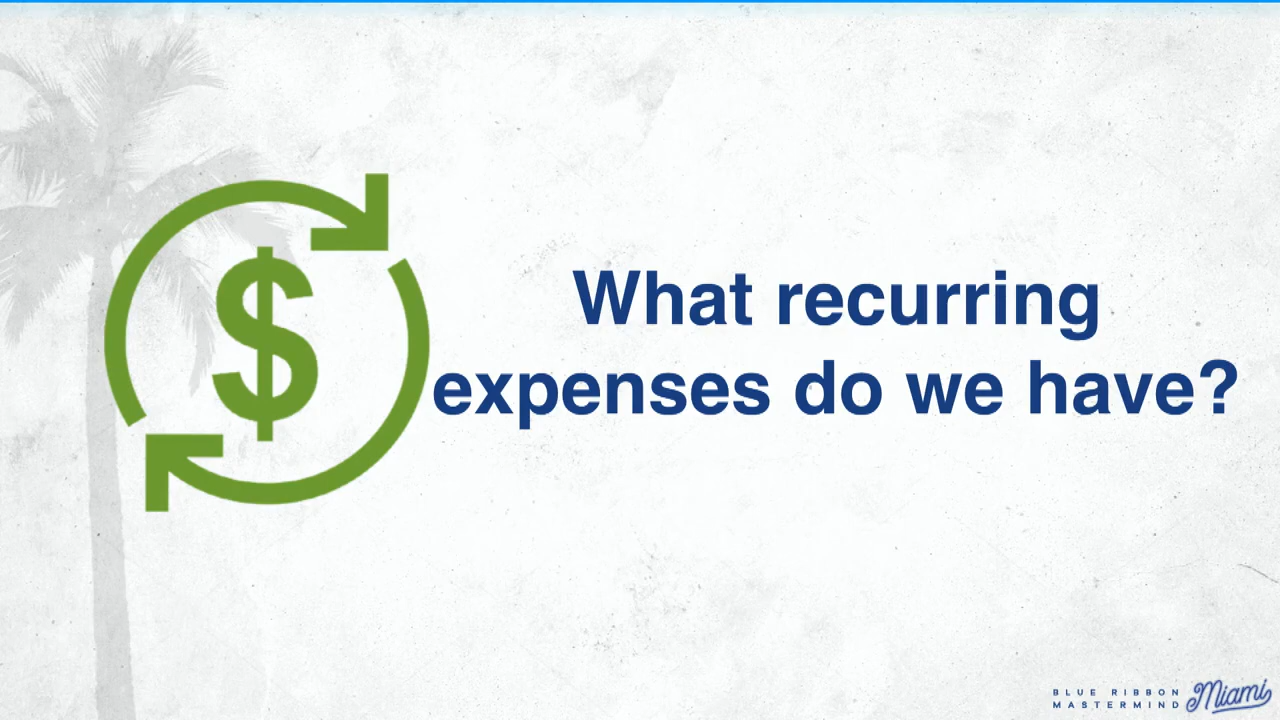 $
What recurring
expenses do we have?
BLUE RIBBON
MASTERMIND
Miami